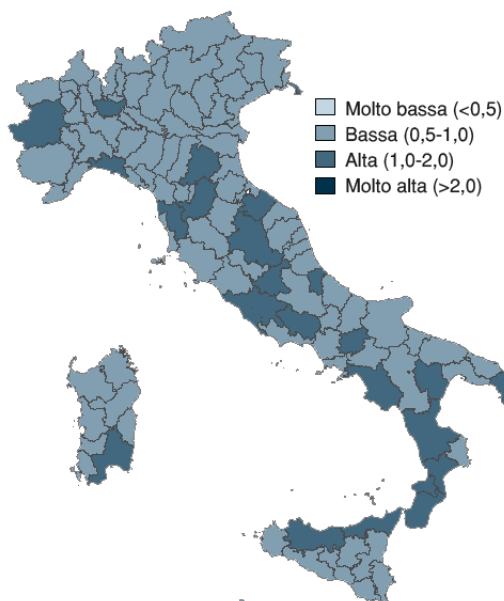 Molto bassa (<0,5)
Bassa (0,5-1,0)
Alta (1,0-2,0)
Molto alta (>2,0)